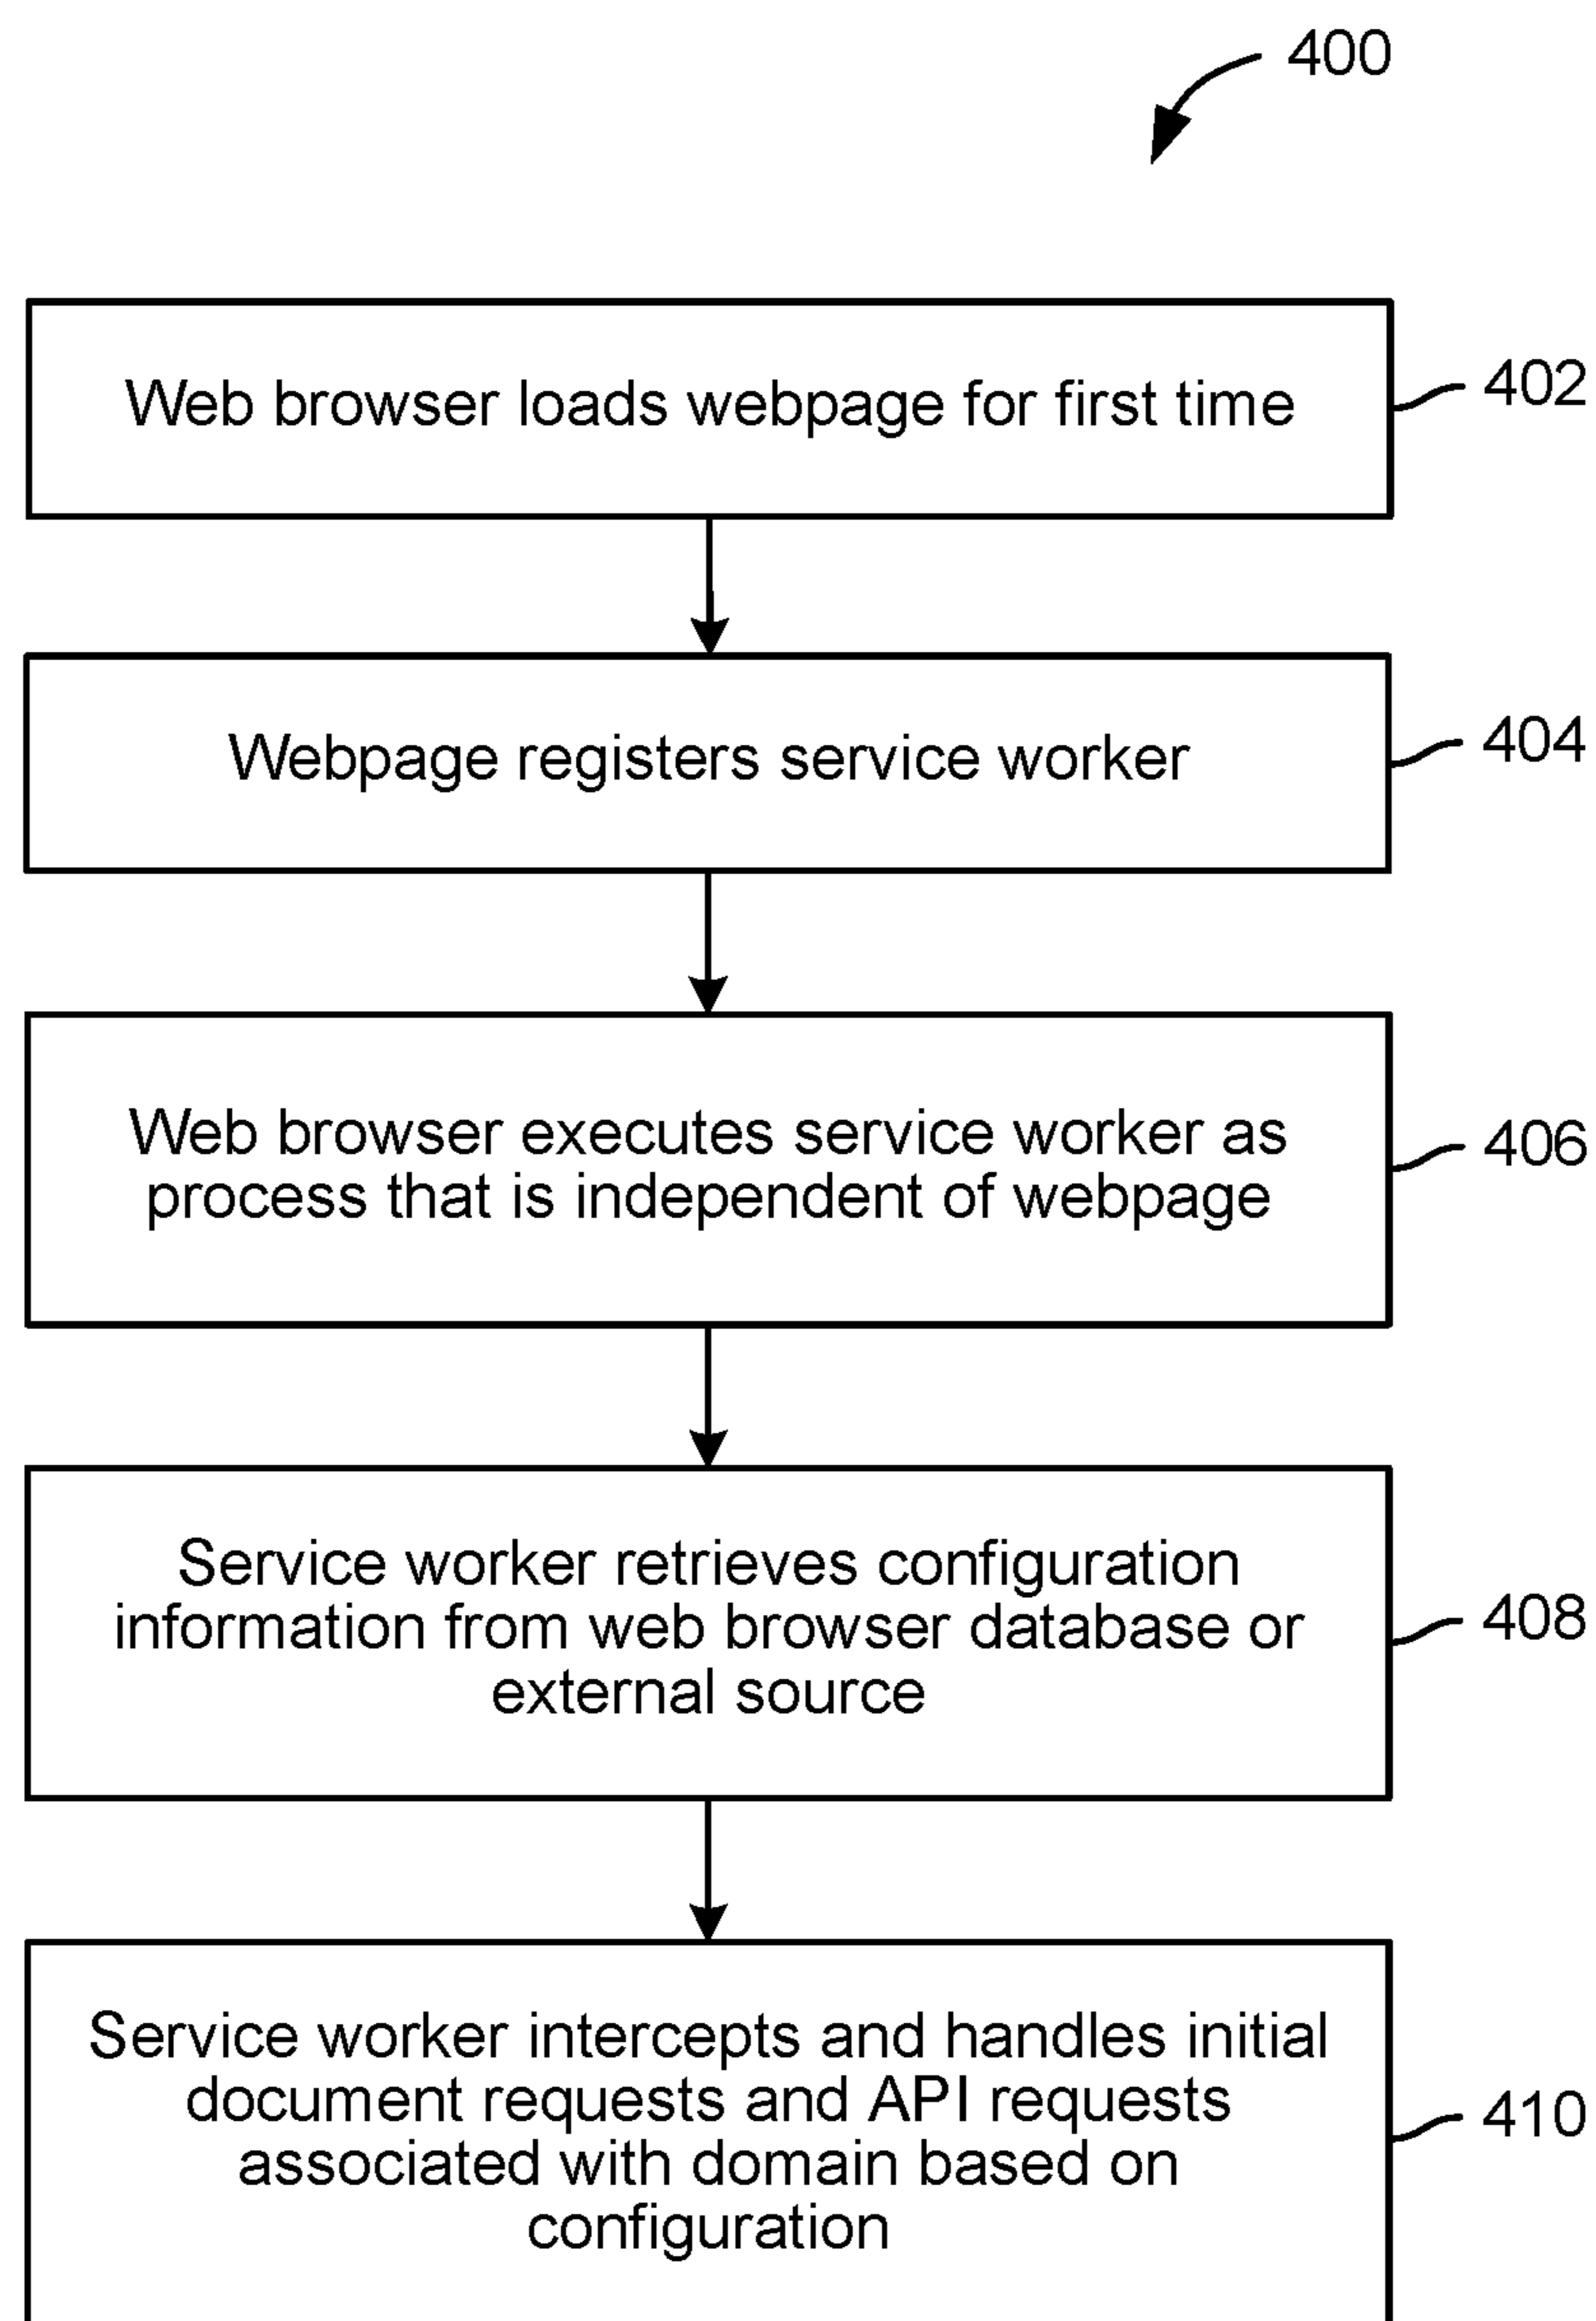 400
Web browser loads webpage for first time
402
Webpage registers service worker
404
Web browser executes service worker as
process that is independent of webpage
406
Service worker retrieves configuration
information from web browser database or
external source
408
Service worker intercepts and handles initial
document requests and API requests
associated with domain based on
configuration
410